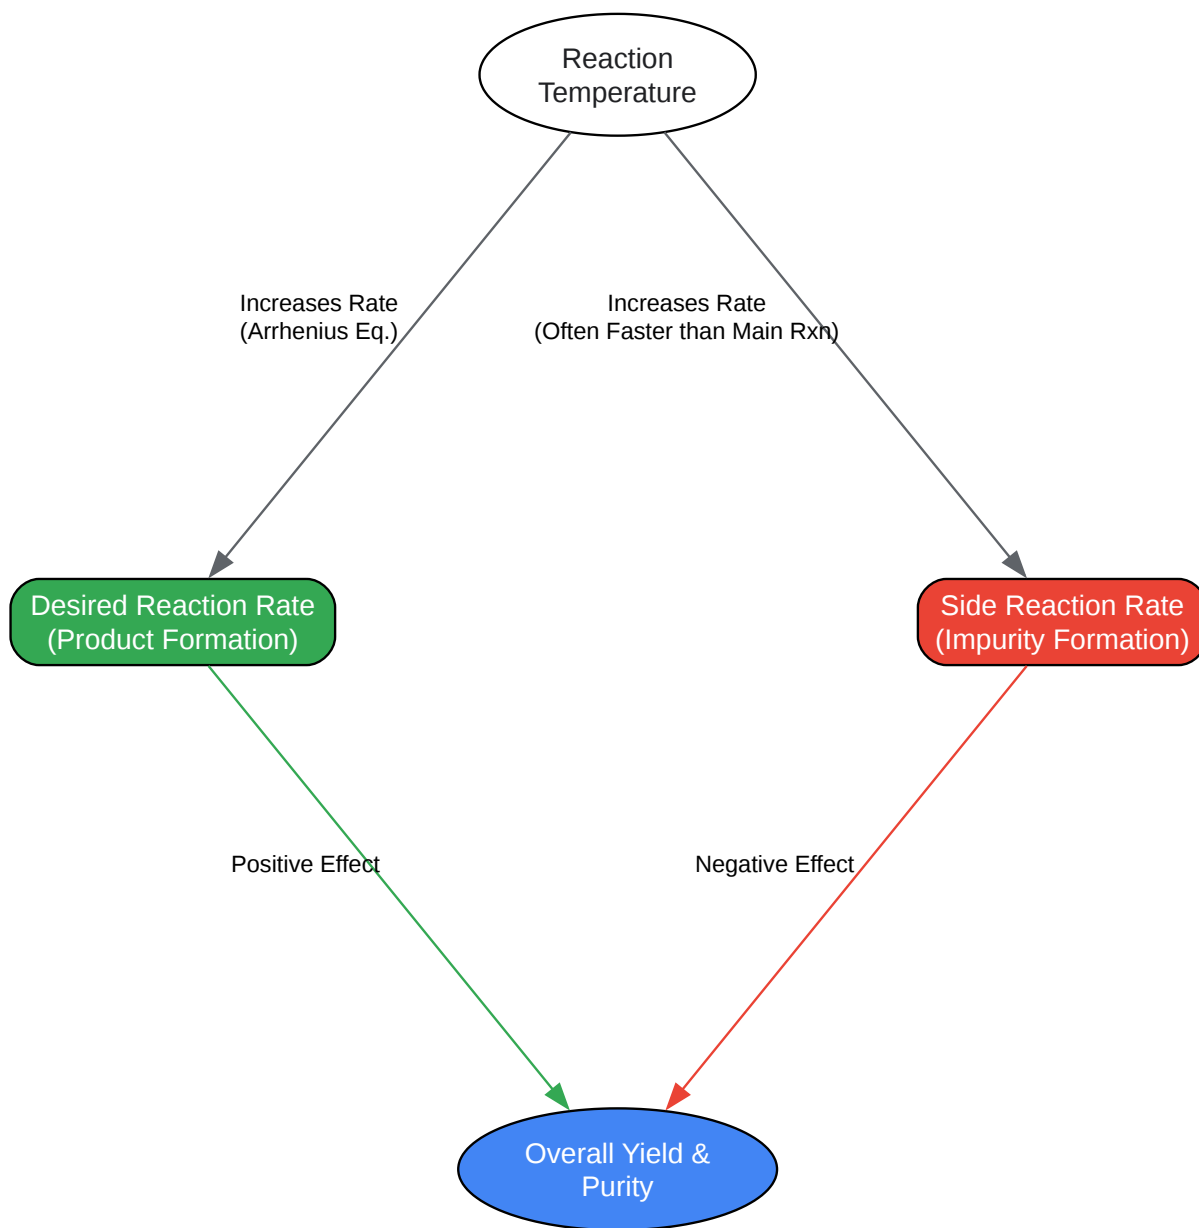 Reaction
Temperature
Increases Rate
(Arrhenius Eq.)
Increases Rate
(Often Faster than Main Rxn)
Desired Reaction Rate
(Product Formation)
Side Reaction Rate
(Impurity Formation)
Positive Effect
Negative Effect
Overall Yield &
Purity